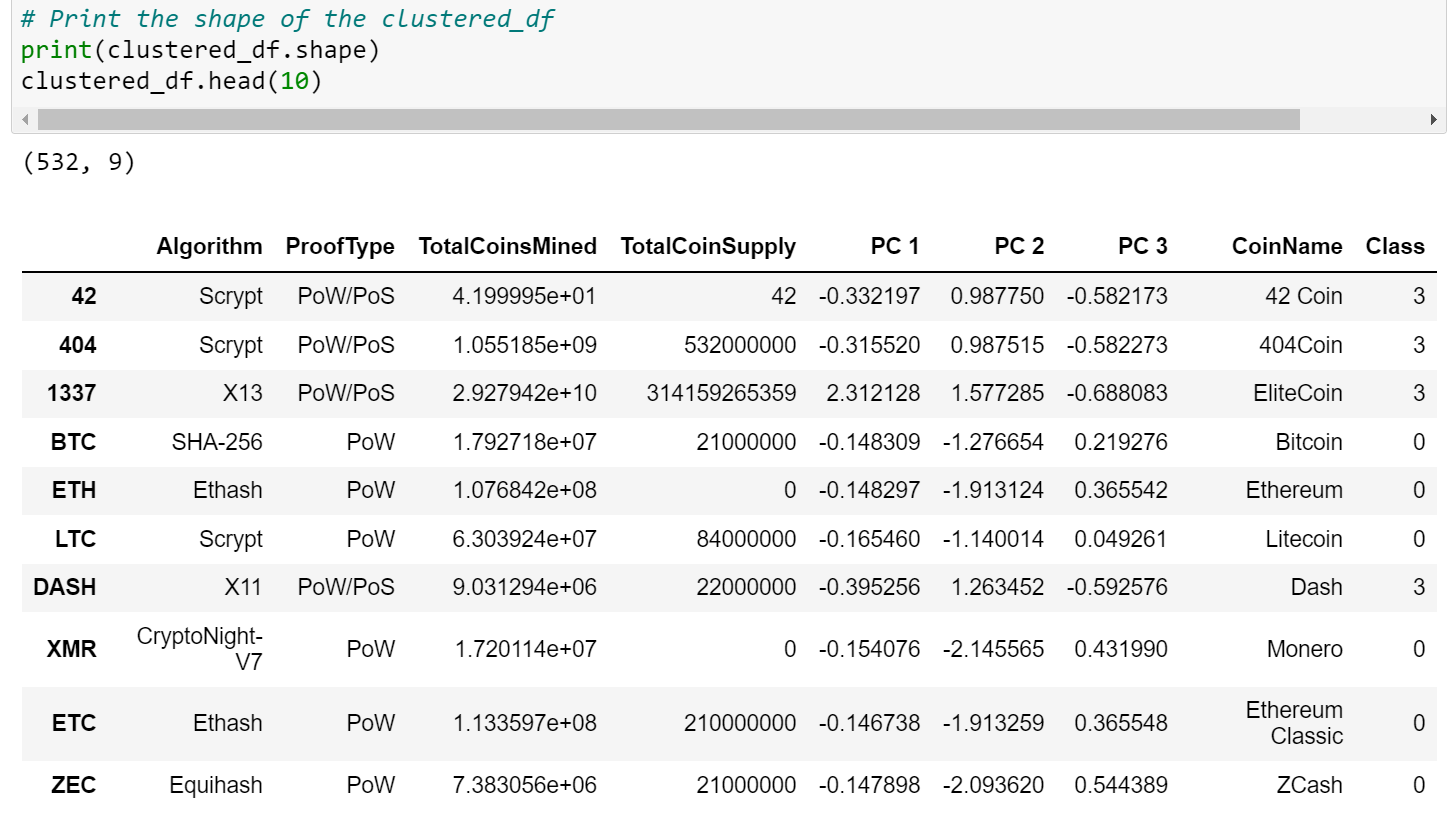 # Print the shape of the clustered_df
print(clustered_df.shape)
clustered_df.head(10)
(532, 9)
Algorithm ProofType TotalCoinsMined TotalCoinSupply PC 1 PC 2 PC 3 CoinName Class
42 Scrypt PoW/PoS 4.199995e+01 42 -0.332197 0.987750 -0.582173 42 Coin 3
404 Scrypt PoW/PoS 1.055185e+09 532000000 -0.315520 0.987515 -0.582273 404Coin 3
1337 X13 PoW/PoS 2.927942e+10 314159265359 2.312128 1.577285 -0.688083 EliteCoin 3
BTC SHA-256 PoW 1.792718e+07 21000000 -0.148309 -1.276654 0.219276 Bitcoin 0
ETH Ethash PoW 1.076842e+08 0 -0.148297 -1.913124 0.365542 Ethereum 0
LTC Scrypt PoW 6.303924e+07 84000000 -0.165460 -1.140014 0.049261 Litecoin 0
DASH X11 PoW/PoS 9.031294e+06 22000000 -0.395256 1.263452 -0.592576 Dash 3
CryptoNight-
XMR V7 PoW 1.720114e+07 0 -0.154076 -2.145565 0.431990 Monero 0
Ethereum
ETC Ethash PoW 1.133597e+08 210000000 -0.146738 -1.913259 0.365548 Classic 0
ZEC Equihash PoW 7.383056e+06 21000000 -0.147898 -2.093620 0.544389 ZCash 0